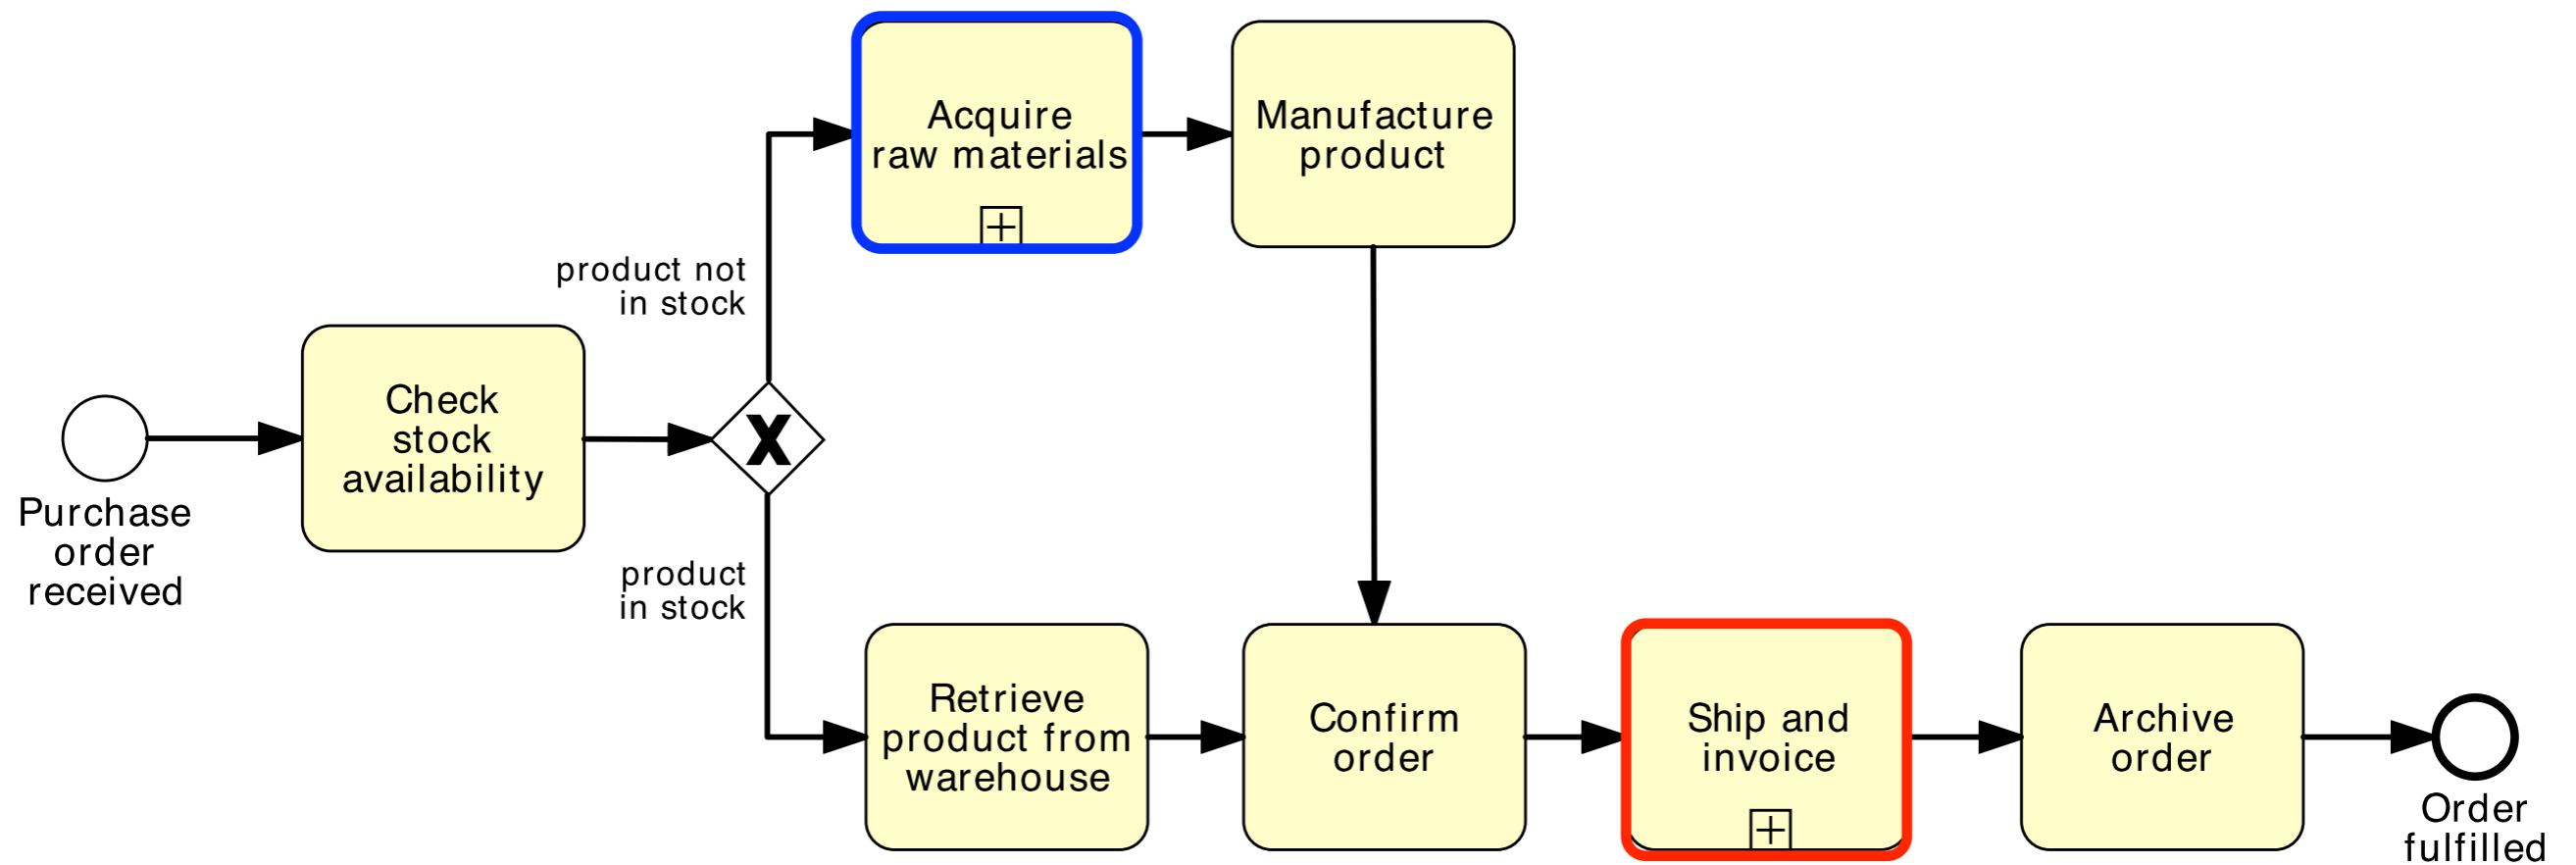 Acquire
raw materials
Manufacture
product
product not
in stock
Check
stock
availability
X
Purchase
order
received
product
in stock
Retrieve
product from
warehouse
Confirm
order
Ship and
invoice
Archive
order
Order
fulfilled